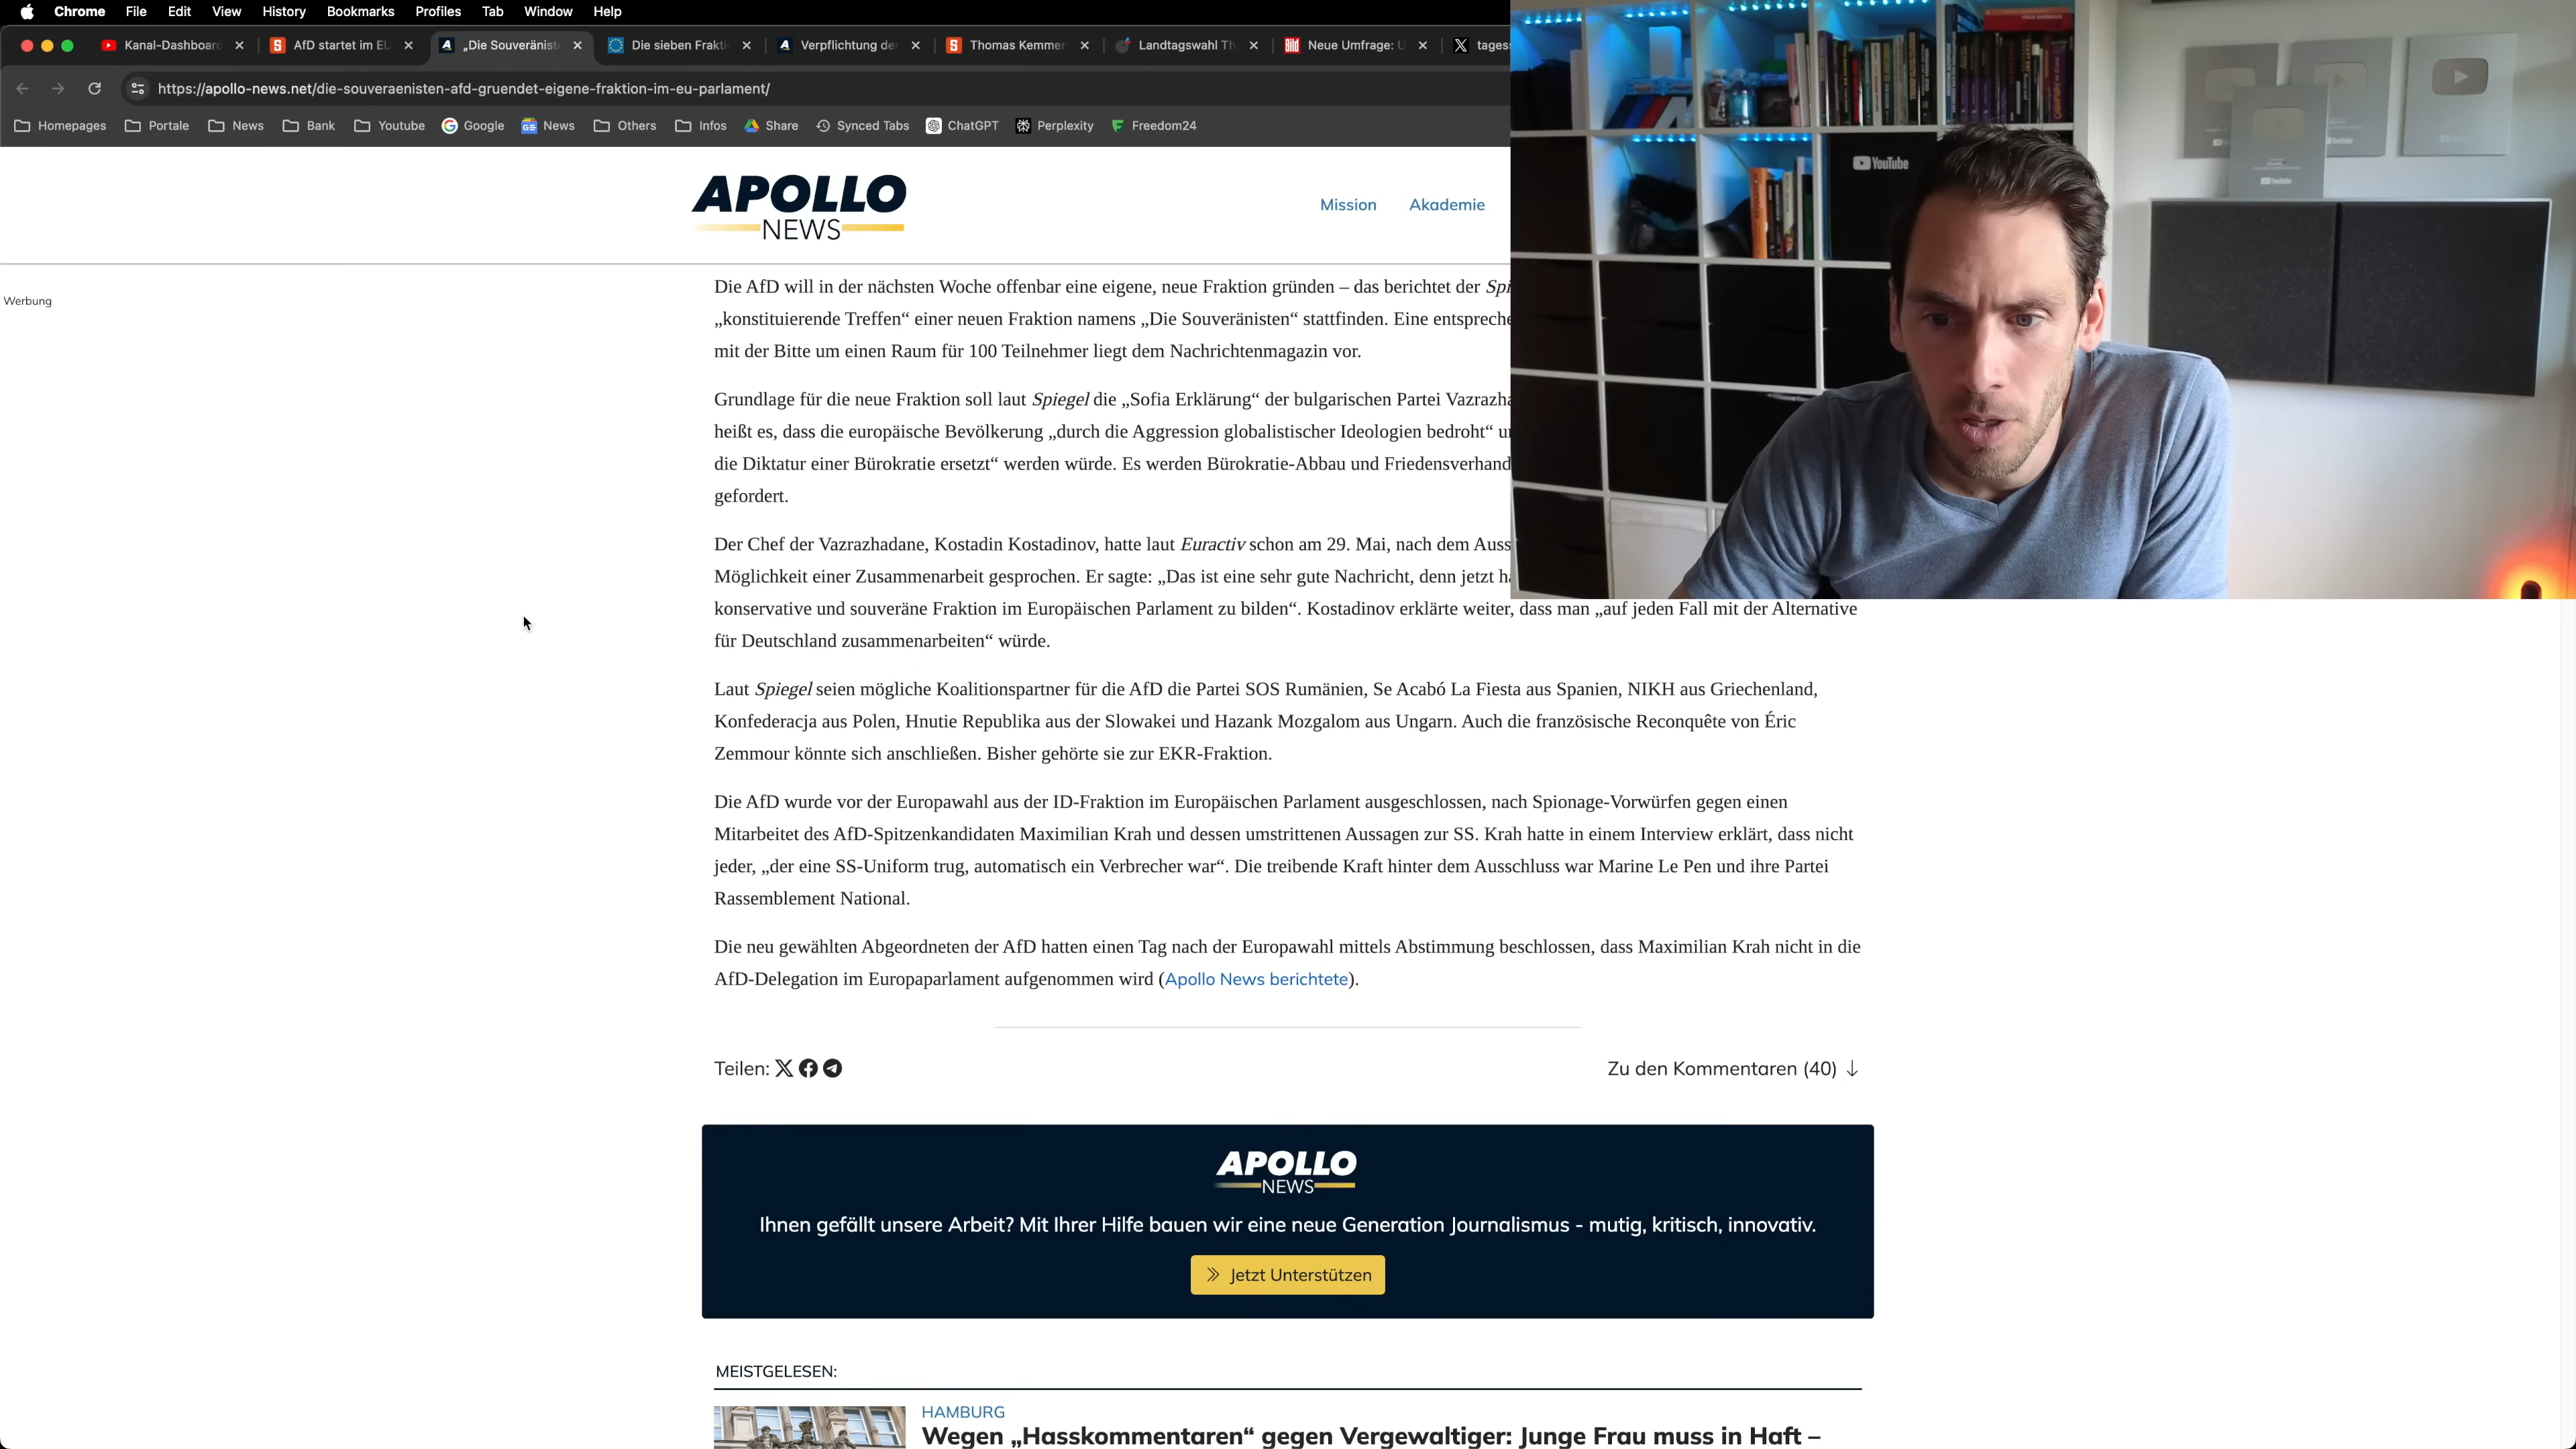 Chrome File Edit View History Bookmarks Profiles Tab Window Help
Kanal-Dashboard AfD startet im EU „Die Souveränist Die sieben Frakti Verpflichtung der Thomas Kemmer Landtagswahl Th Neue Umfrage: U tages
https://apollo-news.net/die-souveraenisten-afd-gruendet-eigene-fraktion-im-eu-parlament/
Homepages Portale News Bank Youtube Google News Others Infos Share Synced Tabs ChatGPT Perplexity Freedom24
YouTube
APOLLO
NEWS
Mission Akademie
Werbung
Die AfD will in der nächsten Woche offenbar eine eigene, neue Fraktion gründen – das berichtet der Spi
„konstituierende Treffen“ einer neuen Fraktion namens „Die Souveränisten“ stattfinden. Eine entspreche
mit der Bitte um einen Raum für 100 Teilnehmer liegt dem Nachrichtenmagazin vor.
Grundlage für die neue Fraktion soll laut Spiegel die „Sofia Erklärung“ der bulgarischen Partei Vazrazha
heißt es, dass die europäische Bevölkerung „durch die Aggression globalistischer Ideologien bedroht“ u
die Diktatur einer Bürokratie ersetzt“ werden würde. Es werden Bürokratie-Abbau und Friedensverhand
gefordert.
Der Chef der Vazrazhadane, Kostadin Kostadinov, hatte laut Euractiv schon am 29. Mai, nach dem Auss
Möglichkeit einer Zusammenarbeit gesprochen. Er sagte: „Das ist eine sehr gute Nachricht, denn jetzt ha
konservative und souveräne Fraktion im Europäischen Parlament zu bilden“. Kostadinov erklärte weiter, dass man „auf jeden Fall mit der Alternative
für Deutschland zusammenarbeiten“ würde.
Laut Spiegel seien mögliche Koalitionspartner für die AfD die Partei SOS Rumänien, Se Acabó La Fiesta aus Spanien, NIKH aus Griechenland,
Konfederacja aus Polen, Hnutie Republika aus der Slowakei und Hazank Mozgalom aus Ungarn. Auch die französische Reconquête von Éric
Zemmour könnte sich anschließen. Bisher gehörte sie zur EKR-Fraktion.
Die AfD wurde vor der Europawahl aus der ID-Fraktion im Europäischen Parlament ausgeschlossen, nach Spionage-Vorwürfen gegen einen
Mitarbeitet des AfD-Spitzenkandidaten Maximilian Krah und dessen umstrittenen Aussagen zur SS. Krah hatte in einem Interview erklärt, dass nicht
jeder, „der eine SS-Uniform trug, automatisch ein Verbrecher war“. Die treibende Kraft hinter dem Ausschluss war Marine Le Pen und ihre Partei
Rassemblement National.
Die neu gewählten Abgeordneten der AfD hatten einen Tag nach der Europawahl mittels Abstimmung beschlossen, dass Maximilian Krah nicht in die
AfD-Delegation im Europaparlament aufgenommen wird (Apollo News berichtete).
Teilen: Zu den Kommentaren (40) ↓
APOLLO
NEWS
Ihnen gefällt unsere Arbeit? Mit Ihrer Hilfe bauen wir eine neue Generation Journalismus - mutig, kritisch, innovativ.
Jetzt Unterstützen
MEISTGELESEN:
HAMBURG
Wegen „Hasskommentaren“ gegen Vergewaltiger: Junge Frau muss in Haft –